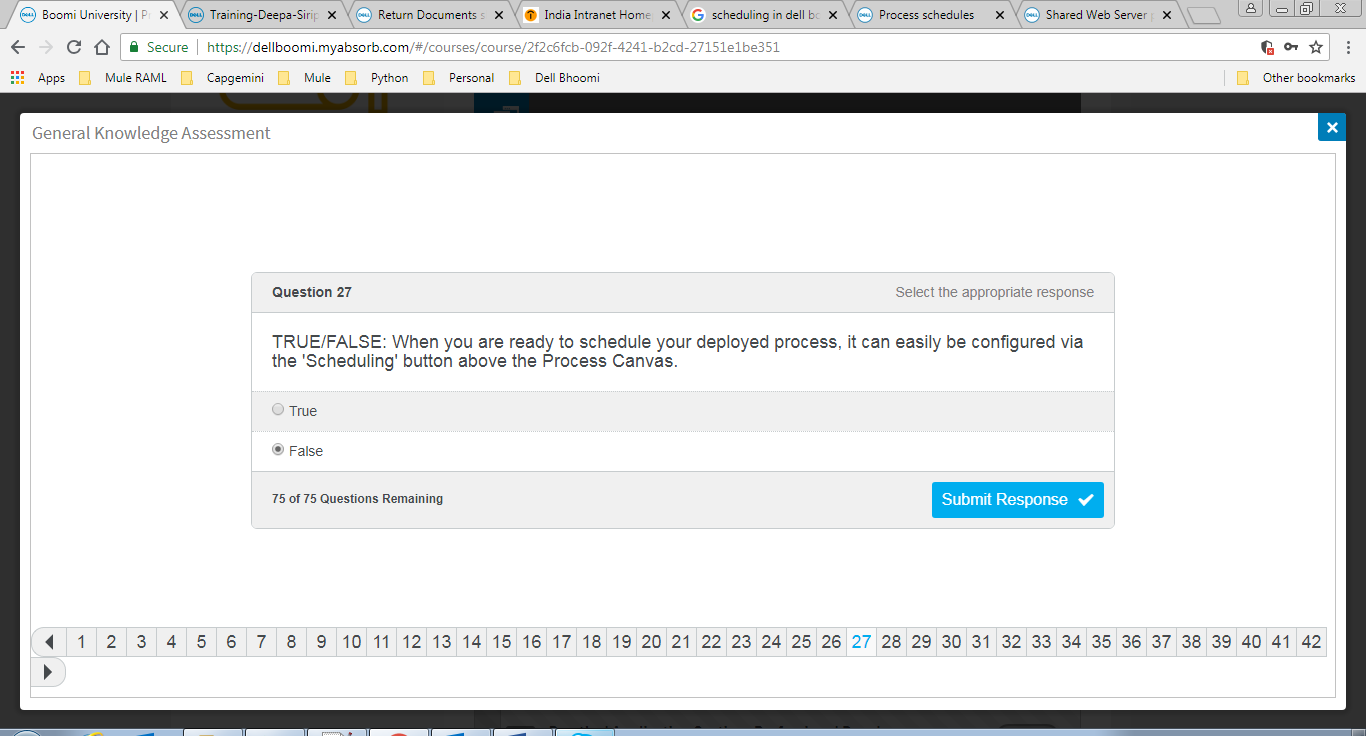 Boomi University | P
Training-Deepa-Sirip
Return Documents s
India Intranet Home
scheduling in dell bo
Process schedules
Shared Web Server p
Secure
https://dellboomi.myabsorb.com/#/courses/course/2f2c6fcb-092f-4241-b2cd-27151e1be351
Apps Mule RAML Capgemini Mule Python Personal Dell Bhoomi Other bookmarks
General Knowledge Assessment
Question 27 Select the appropriate response
TRUE/FALSE: When you are ready to schedule your deployed process, it can easily be configured via
the 'Scheduling' button above the Process Canvas.
True
False
75 of 75 Questions Remaining Submit Response
1 2 3 4 5 6 7 8 9 10 11 12 13 14 15 16 17 18 19 20 21 22 23 24 25 26 27 28 29 30 31 32 33 34 35 36 37 38 39 40 41 42